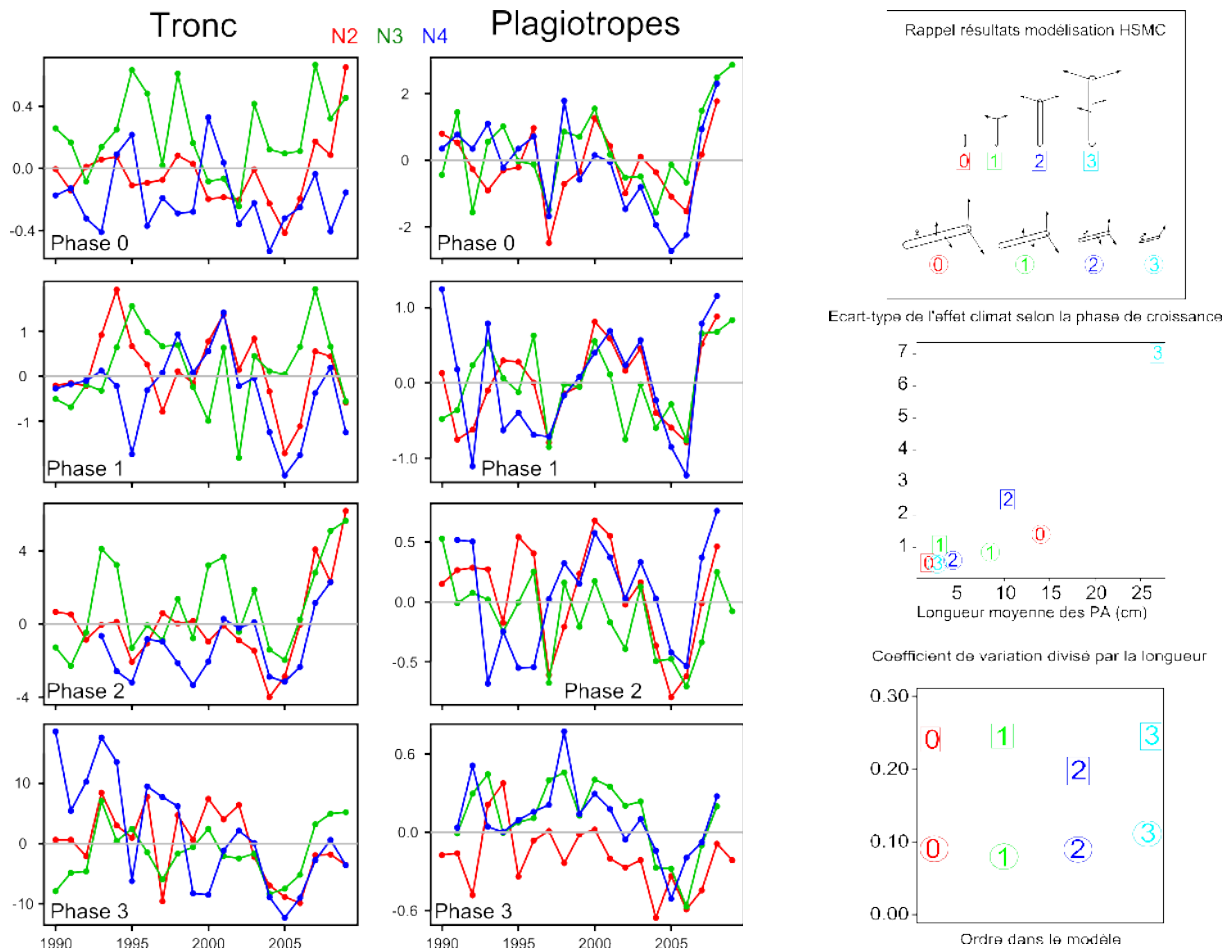 Tronc
N2 N3 N4
Plagiotropes
0.4
0.0
-0.4
Phase 0
1990 1995 2000 2005
2
0
-2
Phase 0
1
0
-1
Phase 1
1.0
0.0
-1.0
Phase 1
4
0
-4
Phase 2
0.5
0.0
-0.5
Phase 2
10
0
-10
Phase 3
1990 1995 2000 2005
0.6
0.0
-0.6
Phase 3
1990 1995 2000 2005
Rappel résultats modélisation HSMC
0 1 2 3
0 1 2 3
Ecart-type de l'effet climat selon la phase de croissance
7
6
5
4
3
2
1
3
2
0
1
1
0
3
2
5 10 15 20 25
Longueur moyenne des PA (cm)
Coefficient de variation divisé par la longueur
0.30
0.20
0.10
0.00
0 1 2 3
0 1 2 3
Ordre dans le modèle